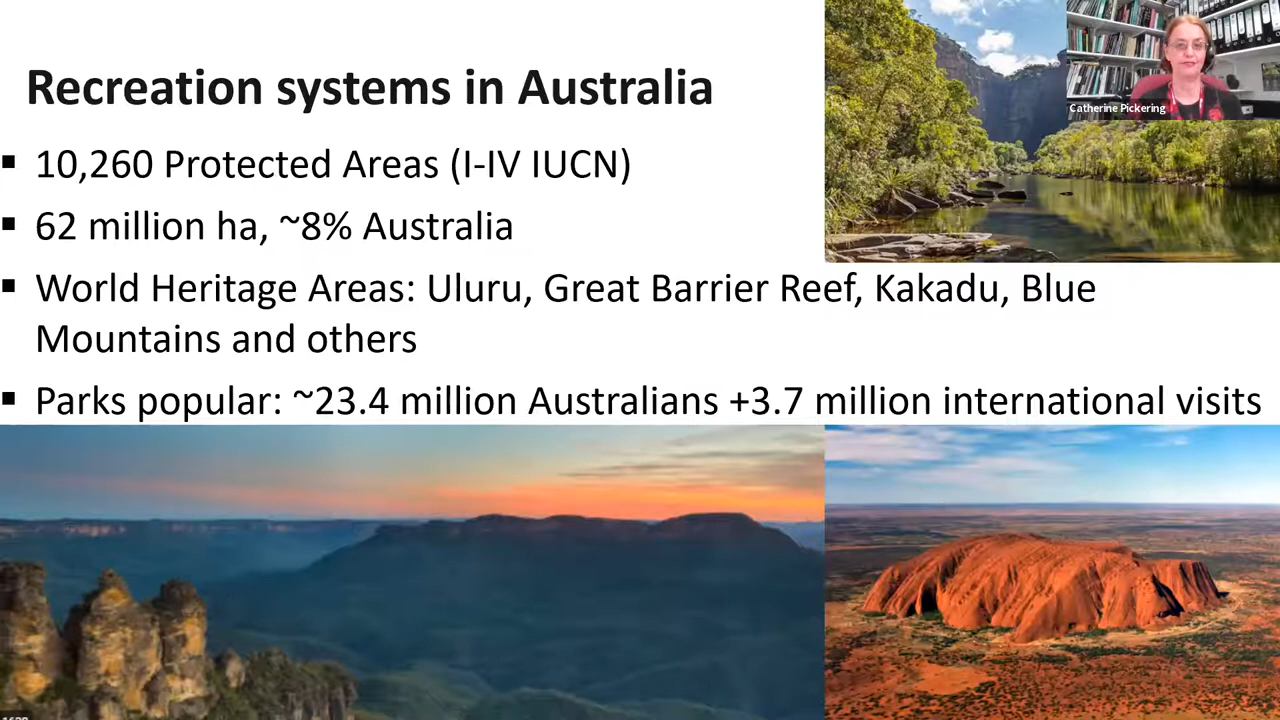 Recreation systems in Australia
Catherine Pickering
▪ 10,260 Protected Areas (I-IV IUCN)
▪ 62 million ha, ~8% Australia
▪ World Heritage Areas: Uluru, Great Barrier Reef, Kakadu, Blue
Mountains and others
▪ Parks popular: ~23.4 million Australians +3.7 million international visits